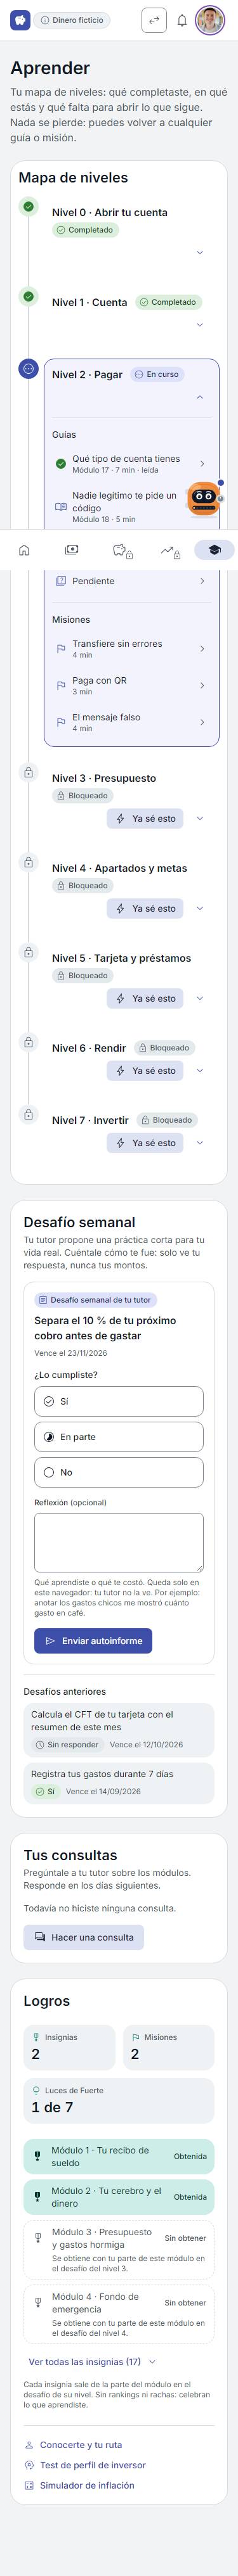 Dinero ficticio
Aprender
Tu mapa de niveles: qué completaste, en qué
estás y qué falta para abrir lo que sigue.
Nada se pierde: puedes volver a cualquier
guía o misión.
Mapa de niveles
Nivel 0 · Abrir tu cuenta
Completado
Nivel 1 · Cuenta
Completado
Nivel 2 · Pagar
En curso
Guías
Qué tipo de cuenta tienes
Módulo 17 · 7 min · leída
Nadie legítimo te pide un
código
Módulo 18 · 5 min
Pendiente
Misiones
Transfiere sin errores
4 min
Paga con QR
3 min
El mensaje falso
4 min
Nivel 3 · Presupuesto
Bloqueado
Ya sé esto
Nivel 4 · Apartados y metas
Bloqueado
Ya sé esto
Nivel 5 · Tarjeta y préstamos
Bloqueado
Ya sé esto
Nivel 6 · Rendir
Bloqueado
Ya sé esto
Nivel 7 · Invertir
Bloqueado
Ya sé esto
Desafío semanal
Tu tutor propone una práctica corta para tu
vida real. Cuéntale cómo te fue: solo ve tu
respuesta, nunca tus montos.
Desafío semanal de tu tutor
Separa el 10 % de tu próximo
cobro antes de gastar
Vence el 23/11/2026
¿Lo cumpliste?
Sí
En parte
No
Reflexión (opcional)
Qué aprendiste o qué te costó. Queda solo en
este navegador: tu tutor no la ve. Por ejemplo:
anotar los gastos chicos me mostró cuánto
gasto en café.
Enviar autoinforme
Desafíos anteriores
Calcula el CFT de tu tarjeta con el
resumen de este mes
Sin responder
Vence el 12/10/2026
Registra tus gastos durante 7 días
Sí
Vence el 14/09/2026
Tus consultas
Pregúntale a tu tutor sobre los módulos.
Responde en los días siguientes.
Todavía no hiciste ninguna consulta.
Hacer una consulta
Logros
Insignias
2
Misiones
2
Luces de Fuerte
1 de 7
Módulo 1 · Tu recibo de
sueldo
Obtenida
Módulo 2 · Tu cerebro y el
dinero
Obtenida
Módulo 3 · Presupuesto
y gastos hormiga
Sin obtener
Se obtiene con tu parte de este módulo en
el desafío del nivel 3.
Módulo 4 · Fondo de
emergencia
Sin obtener
Se obtiene con tu parte de este módulo en
el desafío del nivel 4.
Ver todas las insignias (17)
Cada insignia sale de la parte del módulo en el
desafío de su nivel. Sin rankings ni rachas: celebran
lo que aprendiste.
Conocerte y tu ruta
Test de perfil de inversor
Simulador de inflación